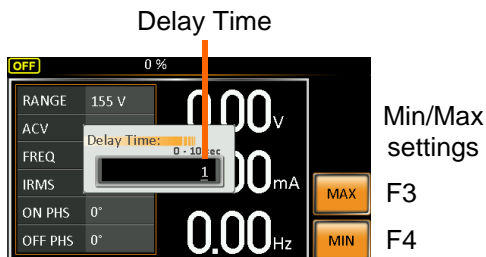 Delay Time
OFF 0 %
RANGE 155 V
0.00V
ACV
Delay Time:
0 - 10 sec
FREQ
1
Min/Max
settings
IRMS
mA
MAX F3
ON PHS 0°
OFF PHS 0°
0.00Hz
MIN F4